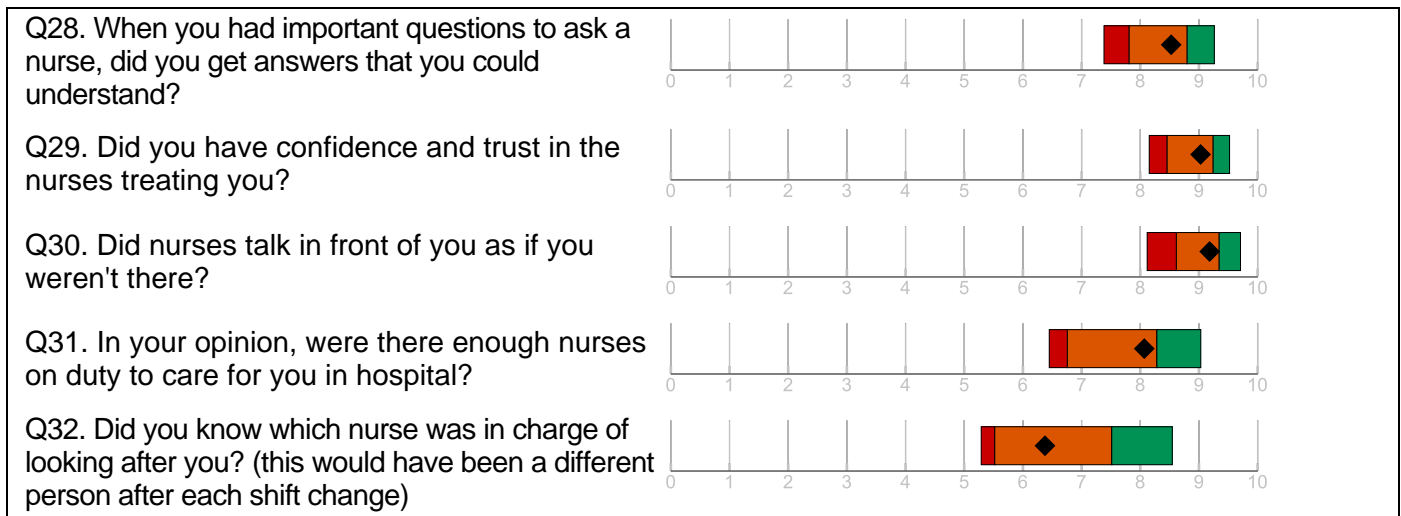 Q28. When you had important questions to ask a
nurse, did you get answers that you could
understand?
0 1 2 3 4 5 6 7 8 9 10
Q29. Did you have confidence and trust in the
nurses treating you?
0 1 2 3 4 5 6 7 8 9 10
Q30. Did nurses talk in front of you as if you
weren't there?
0 1 2 3 4 5 6 7 8 9 10
Q31. In your opinion, were there enough nurses
on duty to care for you in hospital?
0 1 2 3 4 5 6 7 8 9 10
Q32. Did you know which nurse was in charge of
looking after you? (this would have been a different
person after each shift change)
0 1 2 3 4 5 6 7 8 9 10